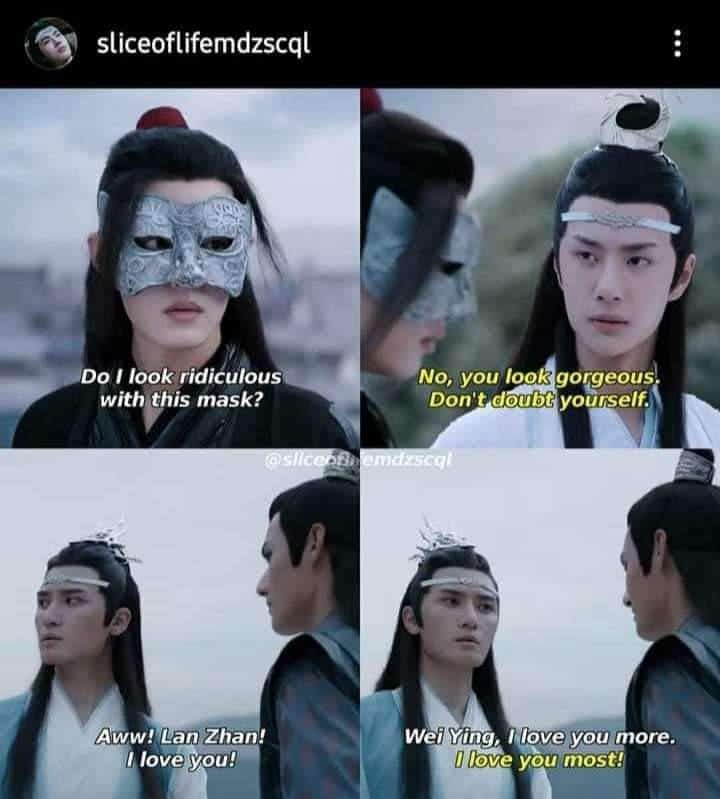 sliceoflifemdzscql
Do I look ridiculous
with this mask?
No, you look gorgeous.
Don't doubt yourself.
@sliceoflifemdzscql
Aww! Lan Zhan!
I love you!
Wei Ying, I love you more.
I love you most!